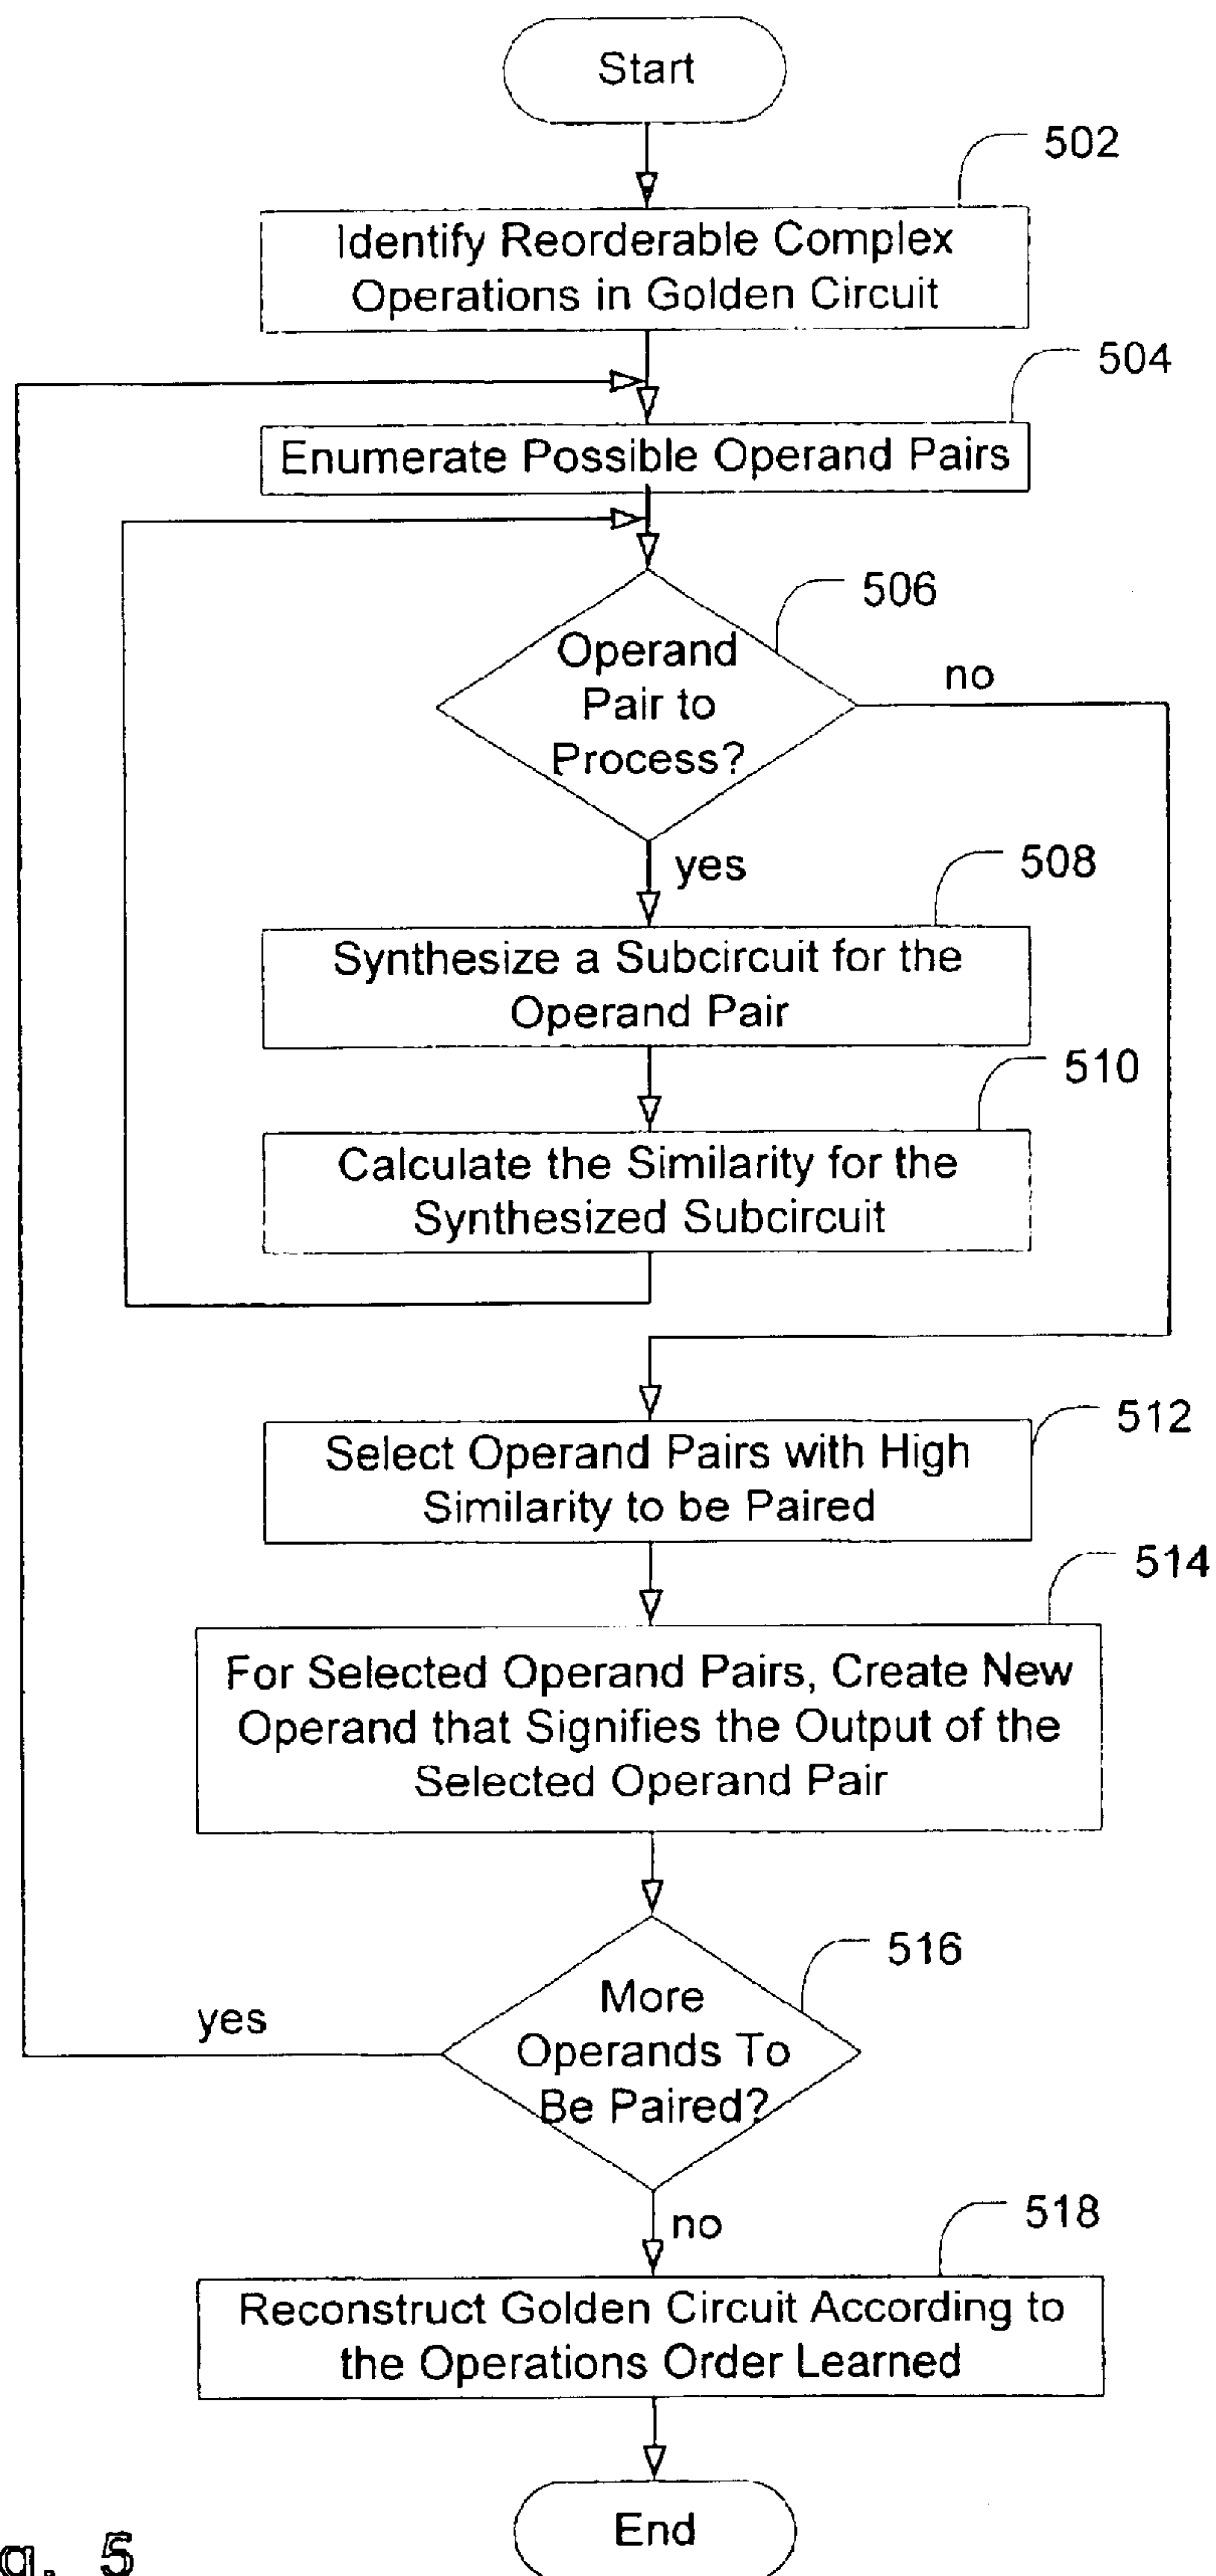 Start
502
Identify Reorderable Complex
Operations in Golden Circuit
504
Enumerate Possible Operand Pairs
506
Operand
Pair to
Process?
no
yes
508
Synthesize a Subcircuit for the
Operand Pair
510
Calculate the Similarity for the
Synthesized Subcircuit
512
Select Operand Pairs with High
Similarity to be Paired
514
For Selected Operand Pairs, Create New
Operand that Signifies the Output of the
Selected Operand Pair
516
More
Operands To
Be Paired?
yes
no
518
Reconstruct Golden Circuit According to
the Operations Order Learned
End
g. 5